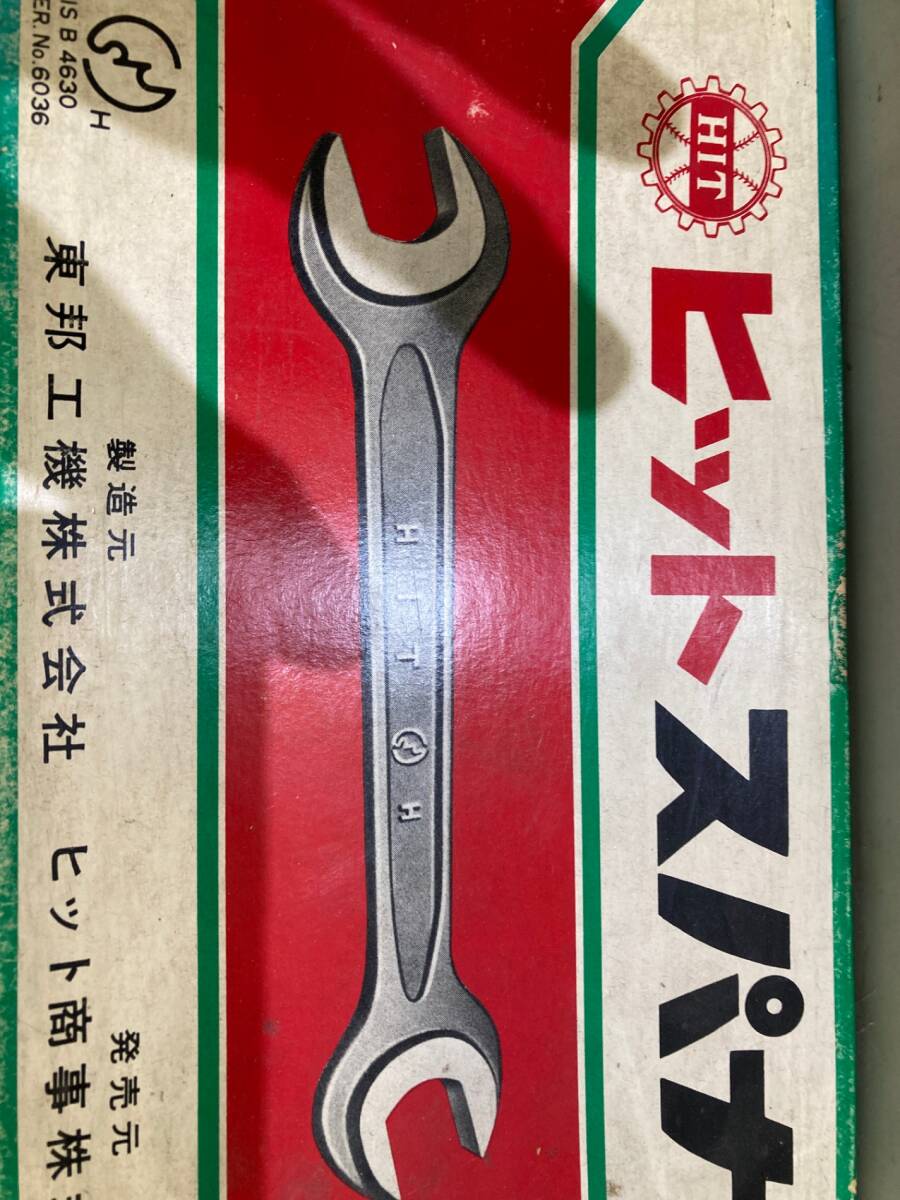 HIT
ヒットスパナ
HIT H
JIS B 4630
PER. No. 6036
H
製造元
東邦工機株式会社
発売元
ヒット商事株